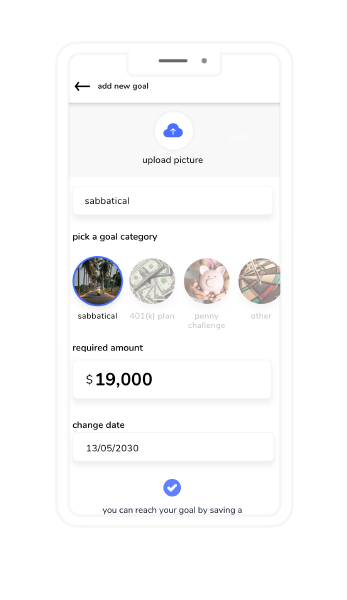 add new goal
upload picture
sabbatical
pick a goal category
sabbatical
401(k) plan
penny
challenge
other
required amount
$19,000
change date
13/05/2030
you can reach your goal by saving a